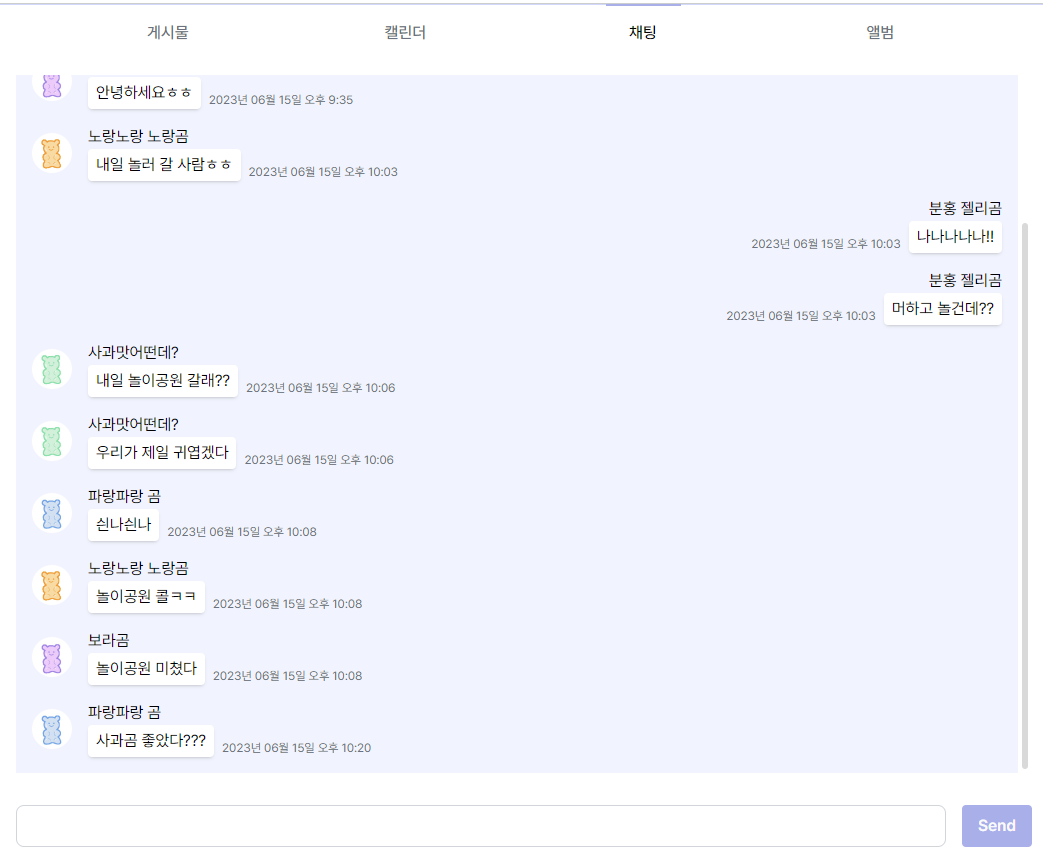 게시물 캘린더 채팅 앨범
안녕하세요ㅎㅎ 2023년 06월 15일 오후 9:35
노랑노랑 노랑곰
내일 놀러 갈 사람ㅎㅎ 2023년 06월 15일 오후 10:03
분홍 젤리곰
2023년 06월 15일 오후 10:03 나나나나나!!
분홍 젤리곰
2023년 06월 15일 오후 10:03 머하고 놀건데??
사과맛어떤데?
내일 놀이공원 갈래?? 2023년 06월 15일 오후 10:06
사과맛어떤데?
우리가 제일 귀엽겠다 2023년 06월 15일 오후 10:06
파랑파랑 곰
쇤나쇤나 2023년 06월 15일 오후 10:08
노랑노랑 노랑곰
놀이공원 콜ㅋㅋ 2023년 06월 15일 오후 10:08
보라곰
놀이공원 미쳤다 2023년 06월 15일 오후 10:08
파랑파랑 곰
사과곰 좋았다??? 2023년 06월 15일 오후 10:20
Send